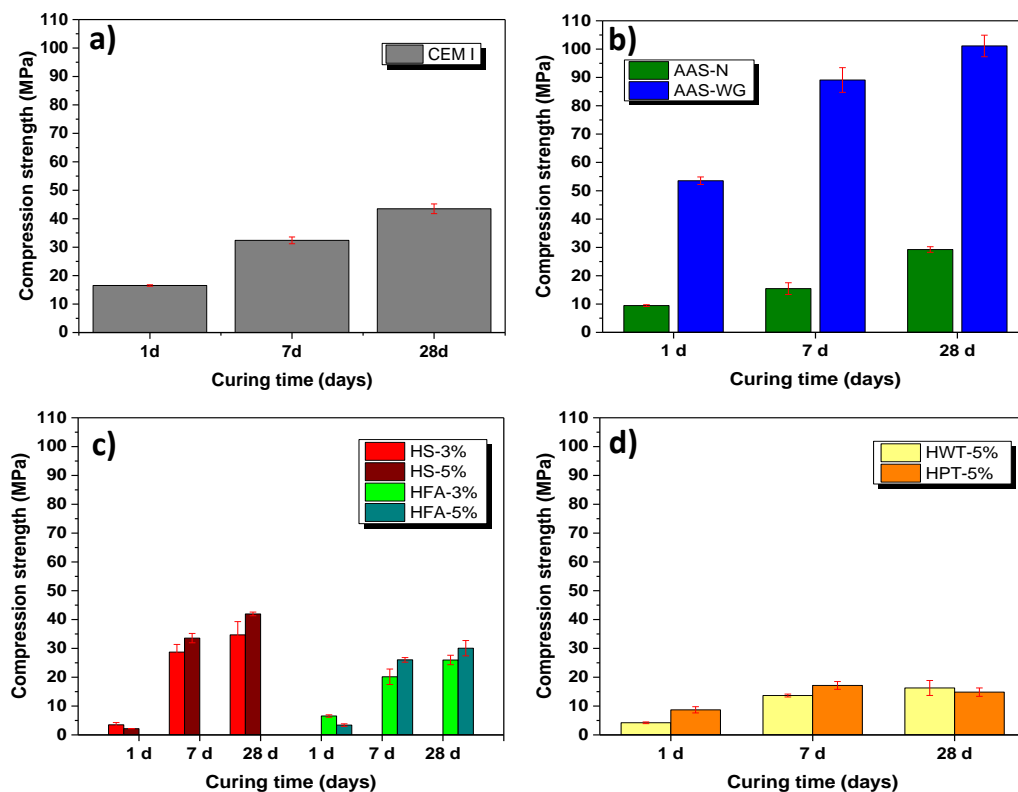 a)
CEM I
110
100
90
80
70
60
50
40
30
20
10
0
Compression strength (MPa)
1d 7d 28d
Curing time (days)
b)
AAS-N
AAS-WG
110
100
90
80
70
60
50
40
30
20
10
0
Compression strength (MPa)
1 d 7 d 28 d
Curing time (days)
c)
HS-3%
HS-5%
HFA-3%
HFA-5%
110
100
90
80
70
60
50
40
30
20
10
0
Compression strength (MPa)
1 d 7 d 28 d 1 d 7 d 28 d
Curing time (days)
d)
HWT-5%
HPT-5%
110
100
90
80
70
60
50
40
30
20
10
0
Compression strength (MPa)
1 d 7 d 28 d
Curing time (days)